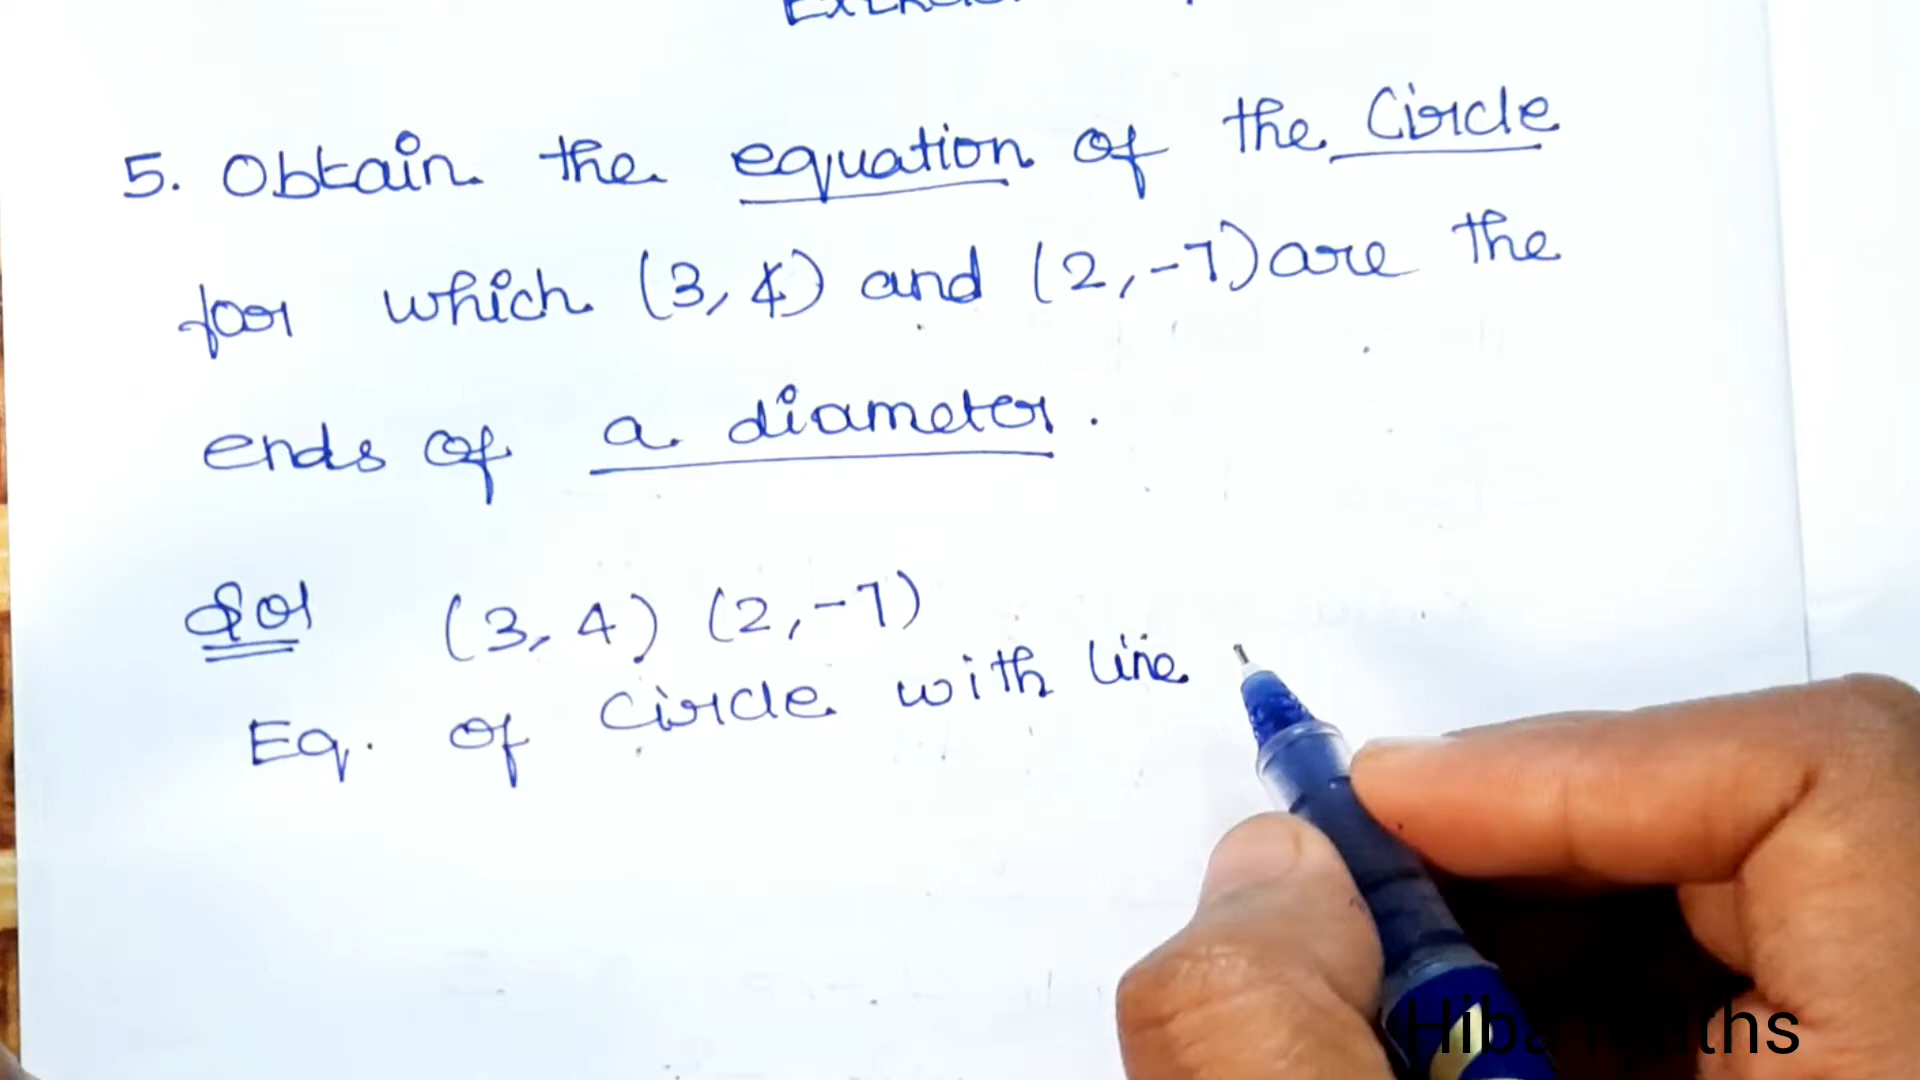 5. Obtain the equation of the Circle
for which (3, 4) and (2, -7) are the
ends of a diameter.
Sol (3, 4) (2, -7)
Eq. of circle with line